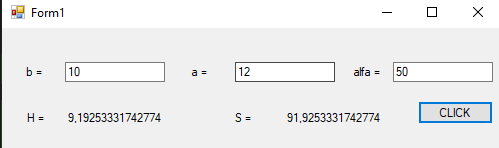 Form1
b = 10 a = 12 alfa = 50
H = 9,19253331742774 S = 91,9253331742774 CLICK